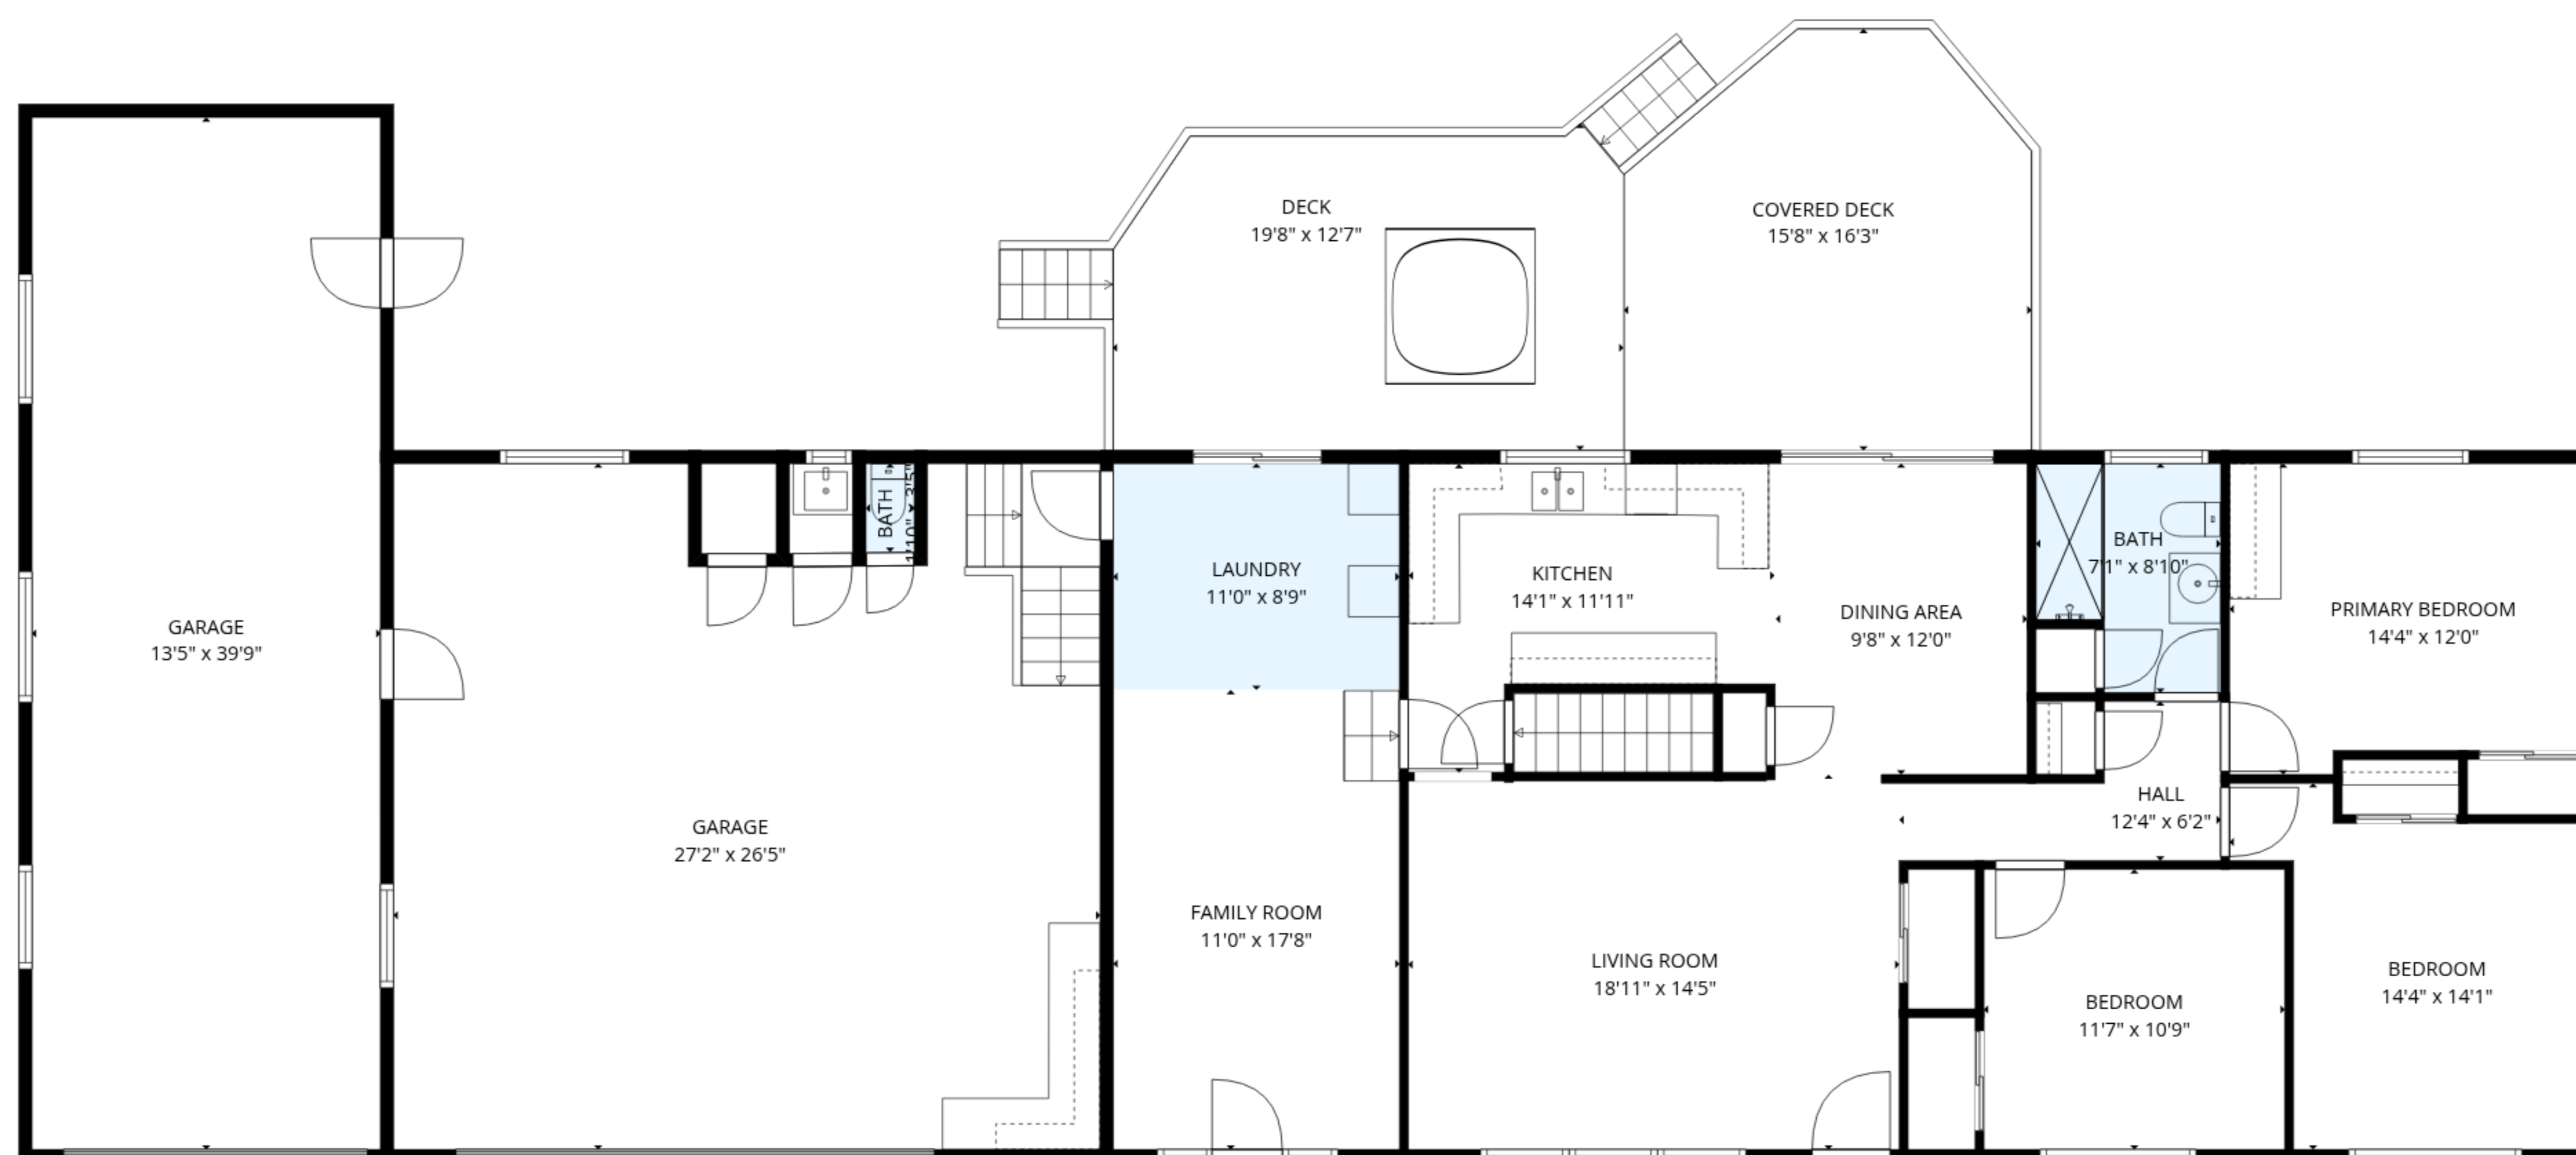 DECK
19'8" x 12'7"
COVERED DECK
15'8" x 16'3"
BATH
1'10" x 3'5"
LAUNDRY
11'0" x 8'9"
KITCHEN
14'1" x 11'11"
DINING AREA
9'8" x 12'0"
BATH
7'1" x 8'10"
PRIMARY BEDROOM
14'4" x 12'0"
GARAGE
13'5" x 39'9"
GARAGE
27'2" x 26'5"
FAMILY ROOM
11'0" x 17'8"
LIVING ROOM
18'11" x 14'5"
HALL
12'4" x 6'2"
BEDROOM
11'7" x 10'9"
BEDROOM
14'4" x 14'1"